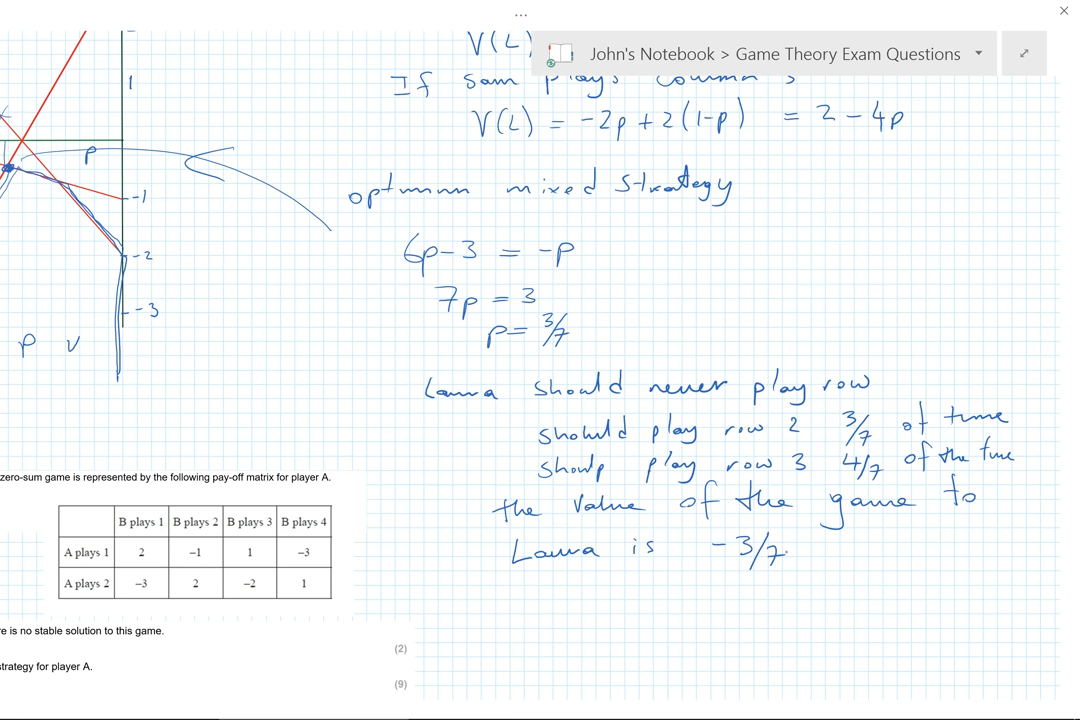 ...
John's Notebook > Game Theory Exam Questions
V(L)
If Sam plays column 3
V(L) = -2p + 2(1-p) = 2 - 4p
1
p
-1
-2
-3
p v
optimum mixed strategy
6p - 3 = -p
7p = 3
p = 3/7
Laura should never play row
should play row 2 3/7 of time
shoulp play row 3 4/7 of the time
the value of the game to
Laura is -3/7.
zero-sum game is represented by the following pay-off matrix for player A.
B plays 1 B plays 2 B plays 3 B plays 4
A plays 1 2 −1 1 −3
A plays 2 −3 2 −2 1
re is no stable solution to this game.
(2)
strategy for player A.
(9)